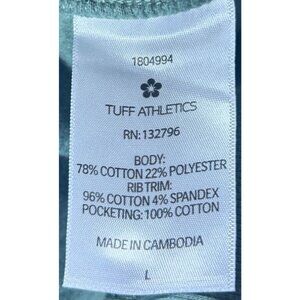 1804994
TUFF ATHLETICS
RN: 132796
BODY:
78% COTTON 22% POLYESTER
RIB TRIM:
96% COTTON 4% SPANDEX
POCKETING: 100% COTTON
MADE IN CAMBODIA
L